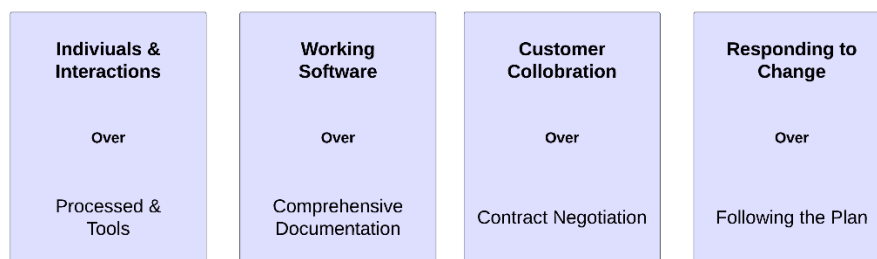 Indiviuals &
Interactions
Over
Processed &
Tools
Working
Software
Over
Comprehensive
Documentation
Customer
Collobration
Over
Contract Negotiation
Responding to
Change
Over
Following the Plan